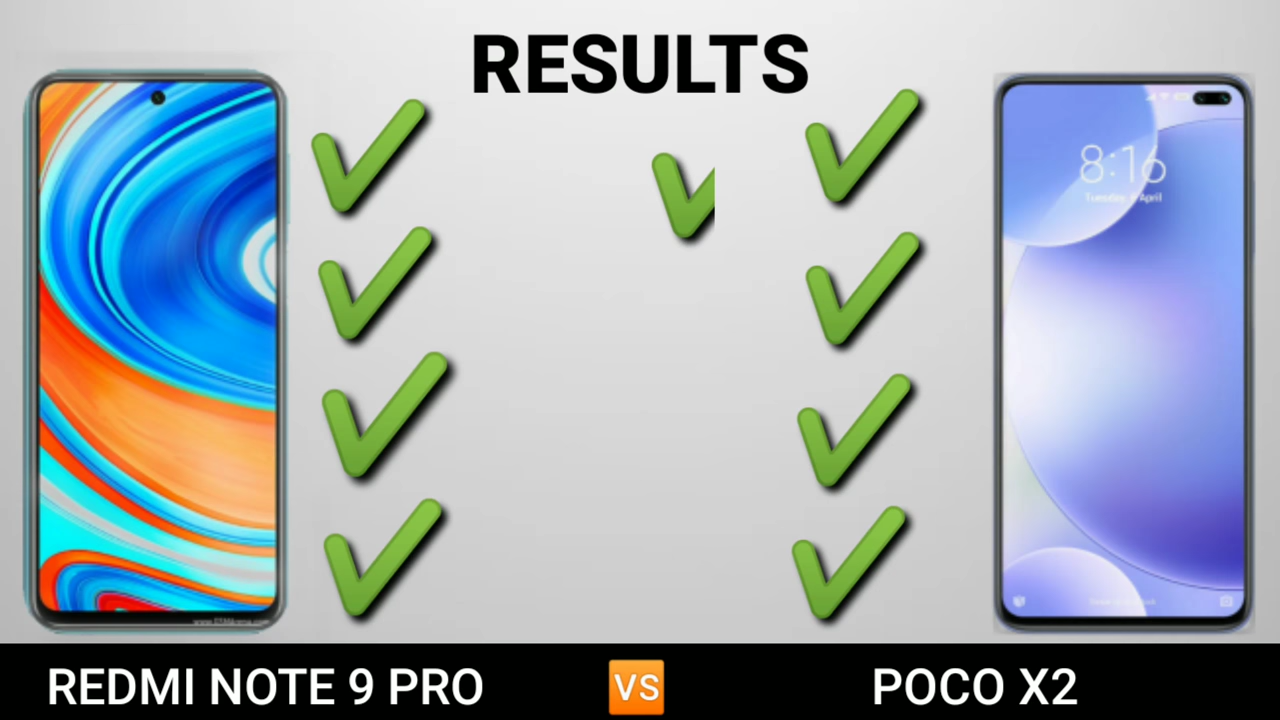 RESULTS
8:16
REDMI NOTE 9 PRO
VS
POCO X2